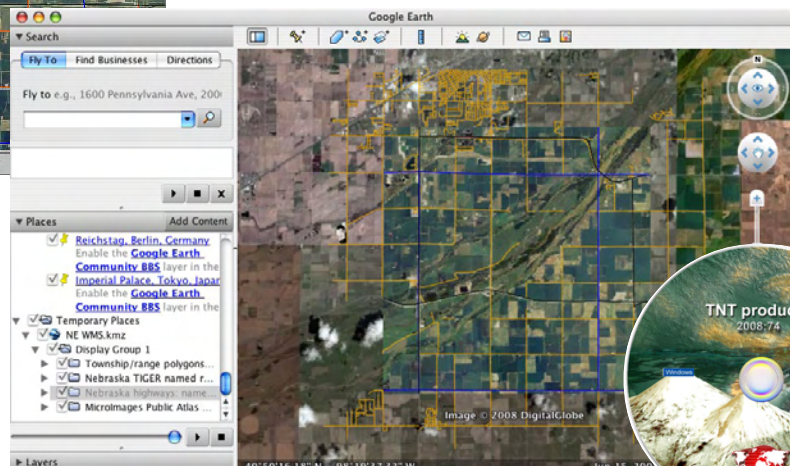 Google Earth
▼ Search
Fly To Find Businesses Directions
Fly to e.g., 1600 Pennsylvania Ave, 200
▼ Places Add Content
Reichstag, Berlin, Germany
Enable the Google Earth
Community BBS layer in the
Imperial Palace, Tokyo, Japan
Enable the Google Earth
Community BBS layer in the
Temporary Places
NE WMS.kmz
Display Group 1
Township/range polygons...
Nebraska TIGER named r...
Nebraska highways: name...
MicroImages Public Atlas ...
▶ Layers
N
Image © 2008 DigitalGlobe
TNT produc
2008:74
Windows